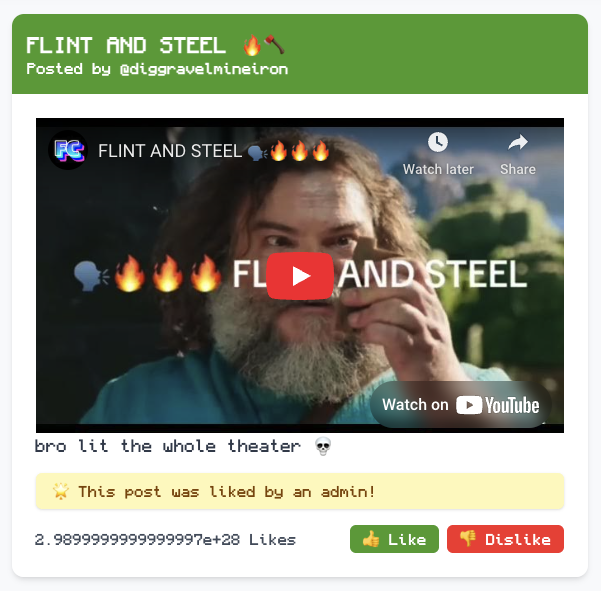 FLINT AND STEEL 🔥🪓
Posted by @diggravelmineiron
FC
FLINT AND STEEL 🗣️🔥🔥🔥
Watch later
Share
🗣️🔥🔥🔥 FL AND STEEL
Watch on YouTube
bro lit the whole theater 💀
🌟 This post was liked by an admin!
2.9899999999999997e+28 Likes
👍 Like
👎 Dislike